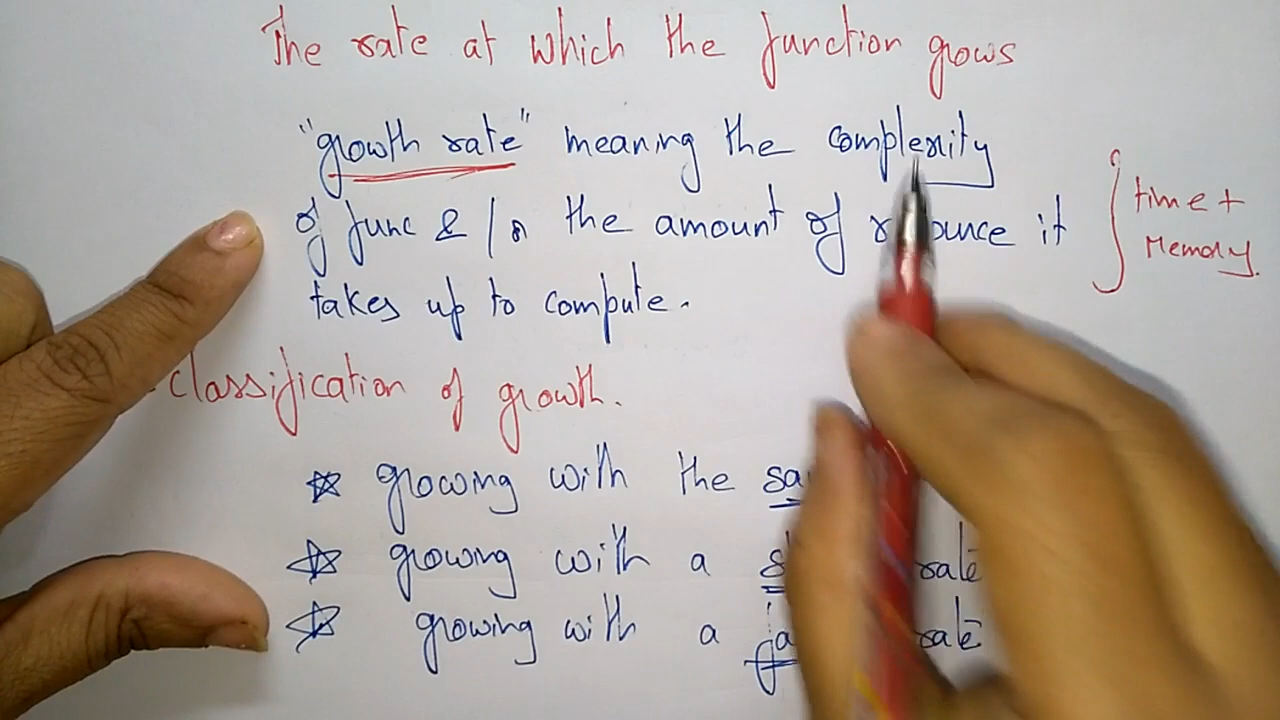 The rate at which the function grows
"growth rate" meaning the complexity
of func & / or the amount of resource it
takes up to compute.
time +
Memory.
classification of growth.
☆ growing with the
☆ growing with a rate
☆ growing with a rate